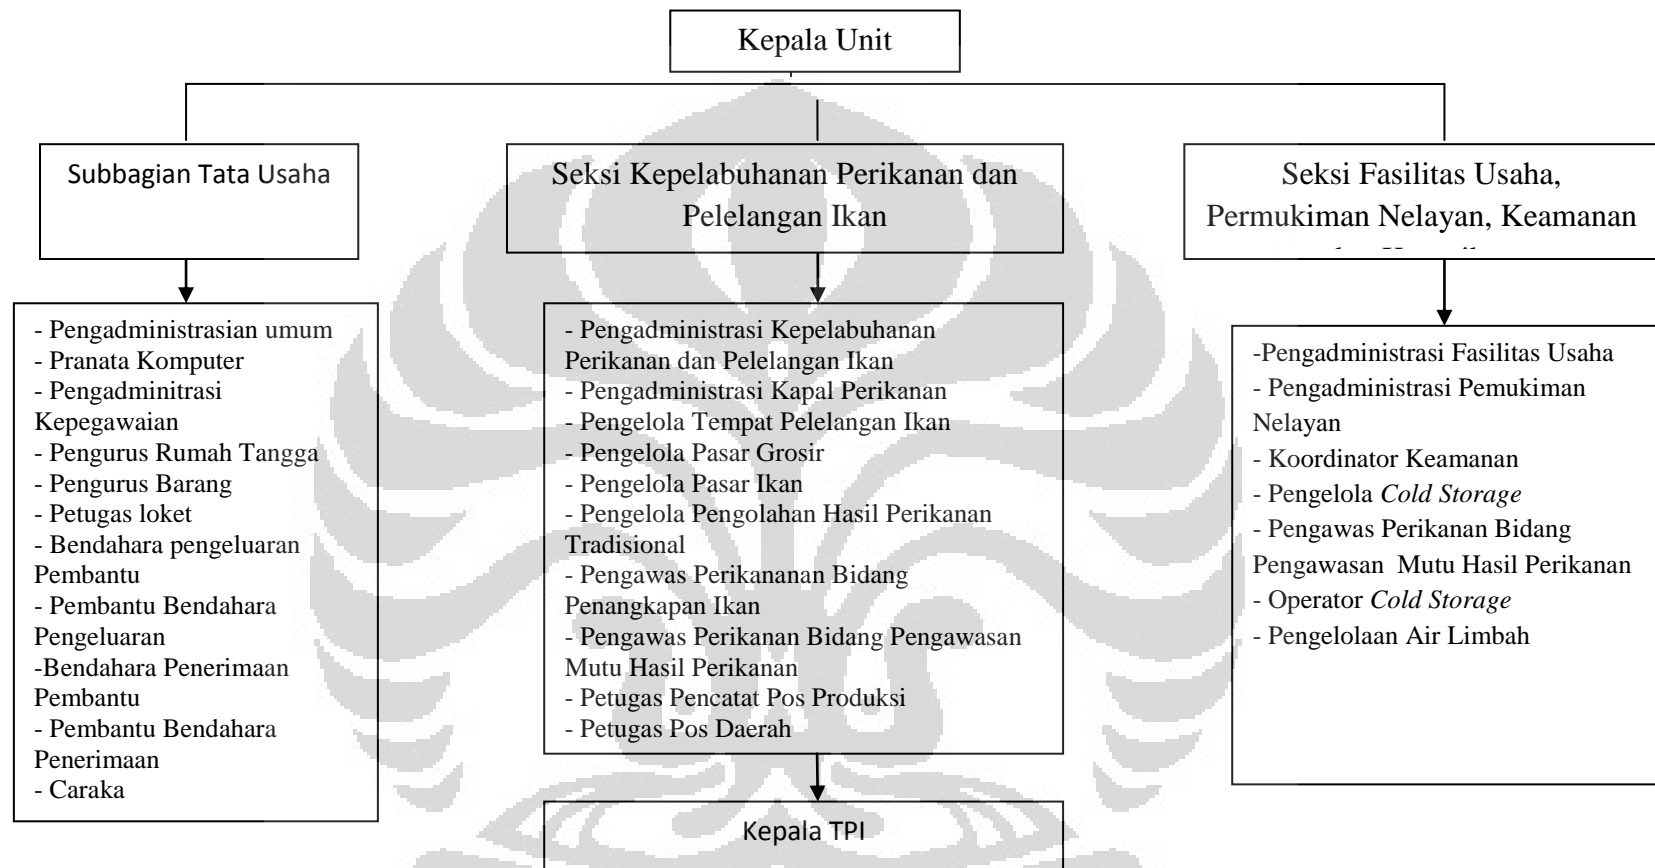 Kepala Unit
Subbagian Tata Usaha
Seksi Kepelabuhanan Perikanan dan
Pelelangan Ikan
Seksi Fasilitas Usaha,
Permukiman Nelayan, Keamanan
- Pengadministrasian umum
- Pranata Komputer
- Pengadminitrasi
Kepegawaian
- Pengurus Rumah Tangga
- Pengurus Barang
- Petugas loket
- Bendahara pengeluaran
Pembantu
- Pembantu Bendahara
Pengeluaran
-Bendahara Penerimaan
Pembantu
- Pembantu Bendahara
Penerimaan
- Caraka
- Pengadministrasi Kepelabuhanan
Perikanan dan Pelelangan Ikan
- Pengadministrasi Kapal Perikanan
- Pengelola Tempat Pelelangan Ikan
- Pengelola Pasar Grosir
- Pengelola Pasar Ikan
- Pengelola Pengolahan Hasil Perikanan
Tradisional
- Pengawas Perikananan Bidang
Penangkapan Ikan
- Pengawas Perikanan Bidang Pengawasan
Mutu Hasil Perikanan
- Petugas Pencatat Pos Produksi
- Petugas Pos Daerah
-Pengadministrasi Fasilitas Usaha
- Pengadministrasi Pemukiman
Nelayan
- Koordinator Keamanan
- Pengelola Cold Storage
- Pengawas Perikanan Bidang
Pengawasan  Mutu Hasil Perikanan
- Operator Cold Storage
- Pengelolaan Air Limbah
Kepala TPI